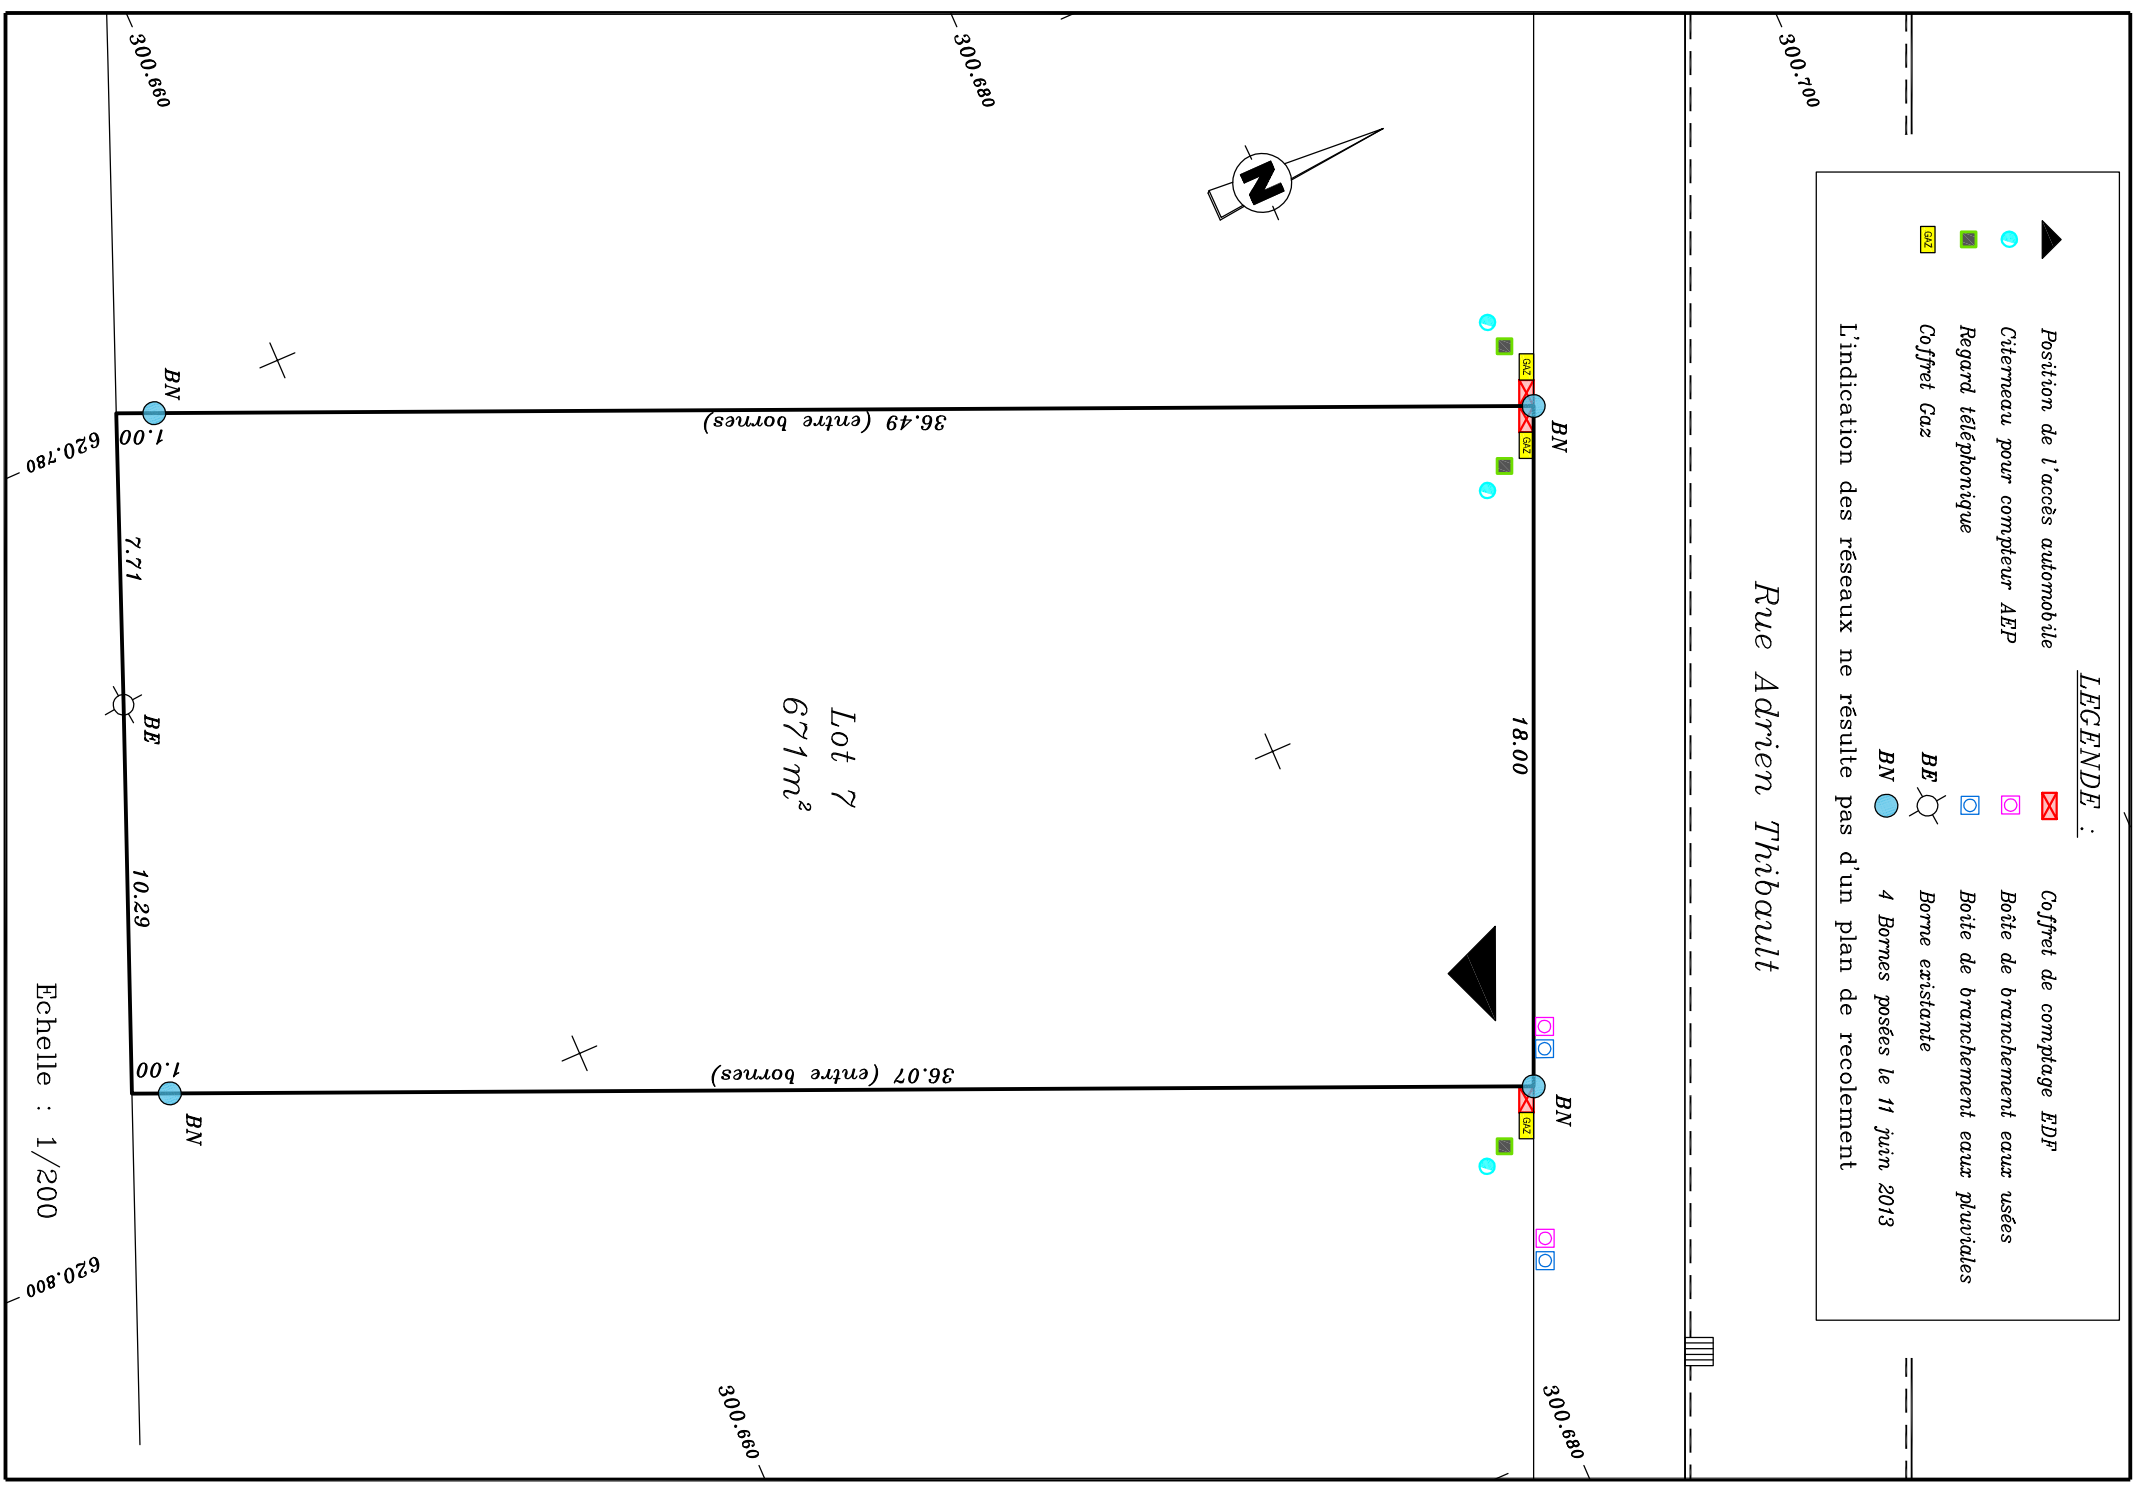 LEGENDE :
Position de l'accès automobile
Citerneau pour compteur AEP
Regard téléphonique
GAZ Coffret Gaz
Coffret de comptage EDF
Boîte de branchement eaux usées
Boite de branchement eaux pluviales
BE Borne existante
BN 4 Bornes posées le 11 juin 2013
L'indication des réseaux ne résulte pas d'un plan de recolement
Rue Adrien Thibault
300.700
300.680
300.660
N
BN
GAZ
GAZ
18.00
BN
GAZ
36.49 (entre bornes)
Lot 7
671m²
36.07 (entre bornes)
BN
1.00
7.71
BE
10.29
1.00
BN
620.780
620.800
300.680
300.660
Echelle : 1/200